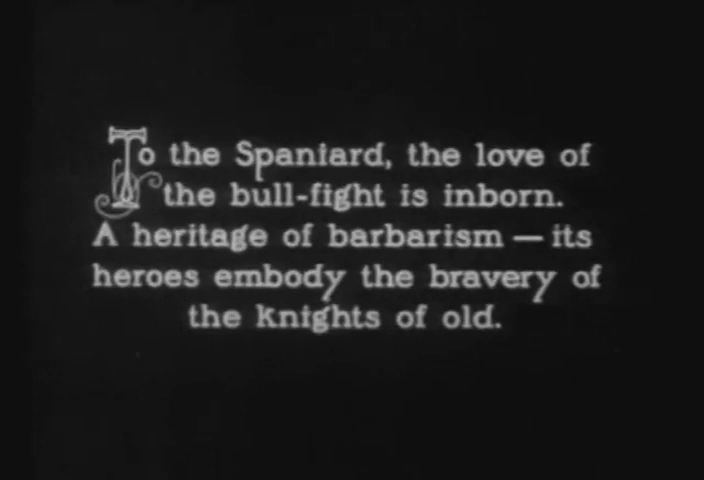 To the Spaniard, the love of
the bull-fight is inborn.
A heritage of barbarism — its
heroes embody the bravery of
the knights of old.